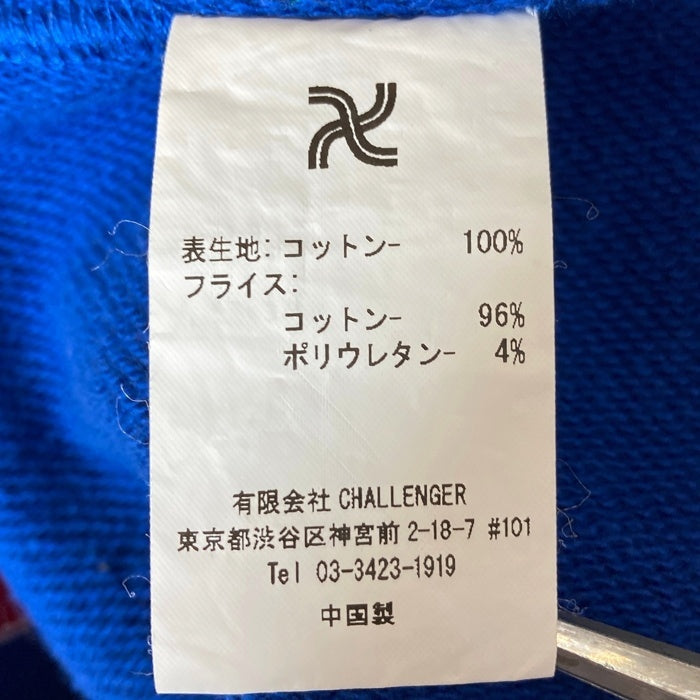 表生地: コットン- 100%
フライス:
コットン- 96%
ポリウレタン- 4%
有限会社 CHALLENGER
東京都渋谷区神宮前 2-18-7 #101
Tel 03-3423-1919
中国製